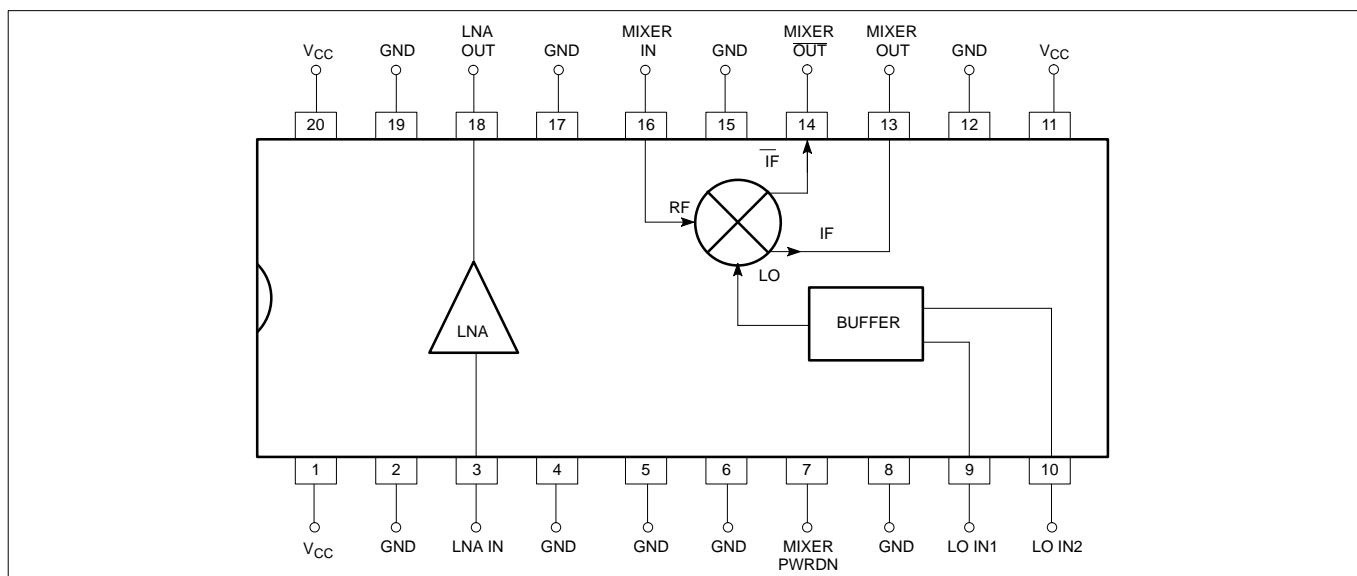 LNA
OUT
MIXER
IN
MIXER
O̅U̅T̅
MIXER
OUT
VCC
GND
GND
GND
GND
VCC
20
19
18
17
16
15
14
13
12
11
I̅F̅
RF
IF
LO
BUFFER
LNA
1
2
3
4
5
6
7
8
9
10
VCC
GND
LNA IN
GND
GND
GND
MIXER
PWRDN
GND
LO IN1
LO IN2